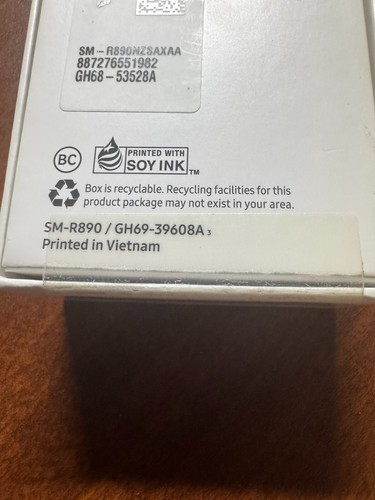 SM-R890NZSAXAA
887276551982
GH68-53528A
BC
PRINTED WITH
SOY INK TM
Box is recyclable. Recycling facilities for this
product package may not exist in your area.
SM-R890 / GH69-39608A 3
Printed in Vietnam